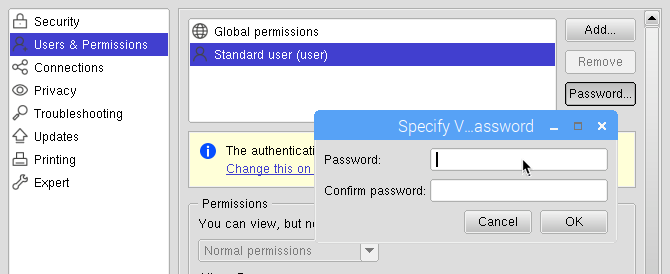 Security
Users & Permissions
Connections
Privacy
Troubleshooting
Updates
Printing
Expert
Global permissions
Standard user (user)
Add...
Remove
Password...
The authenticati
Change this on
Specify V...assword
Password:
Confirm password:
Cancel
OK
Permissions
You can view, but no
Normal permissions